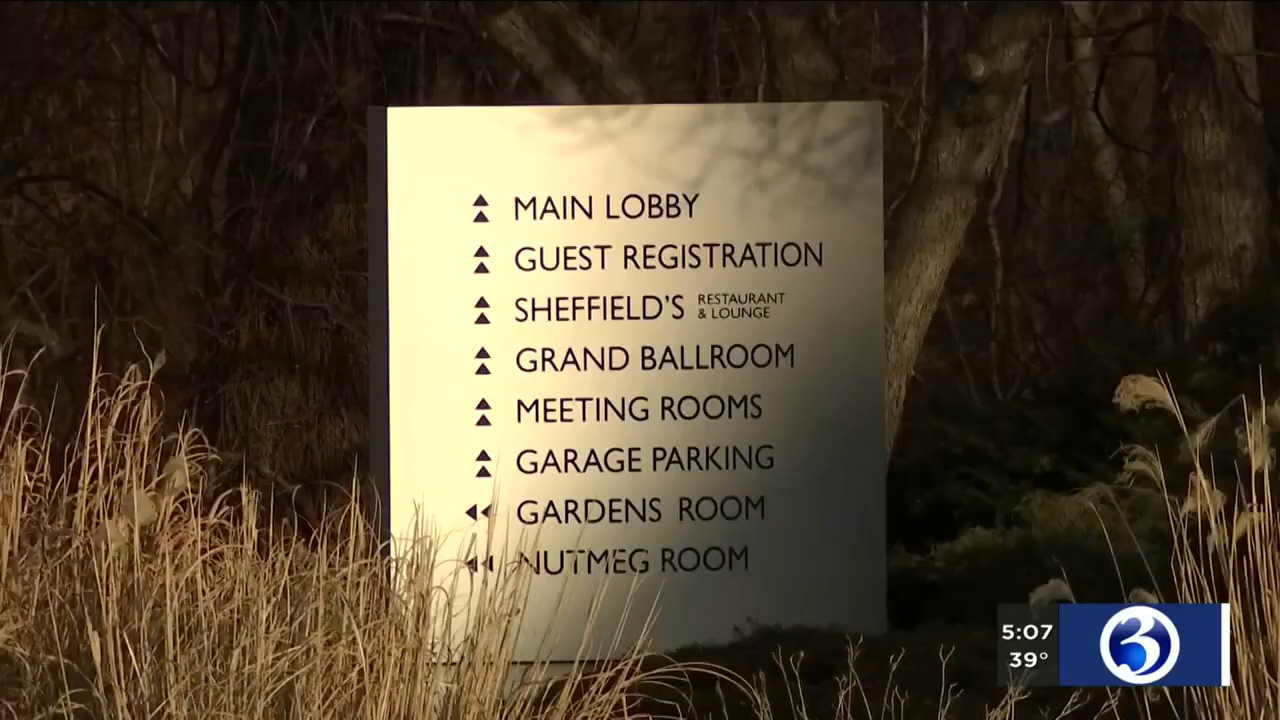 MAIN LOBBY
GUEST REGISTRATION
SHEFFIELD'S RESTAURANT & LOUNGE
GRAND BALLROOM
MEETING ROOMS
GARAGE PARKING
GARDENS ROOM
NUTMEG ROOM
5:07
39°
3